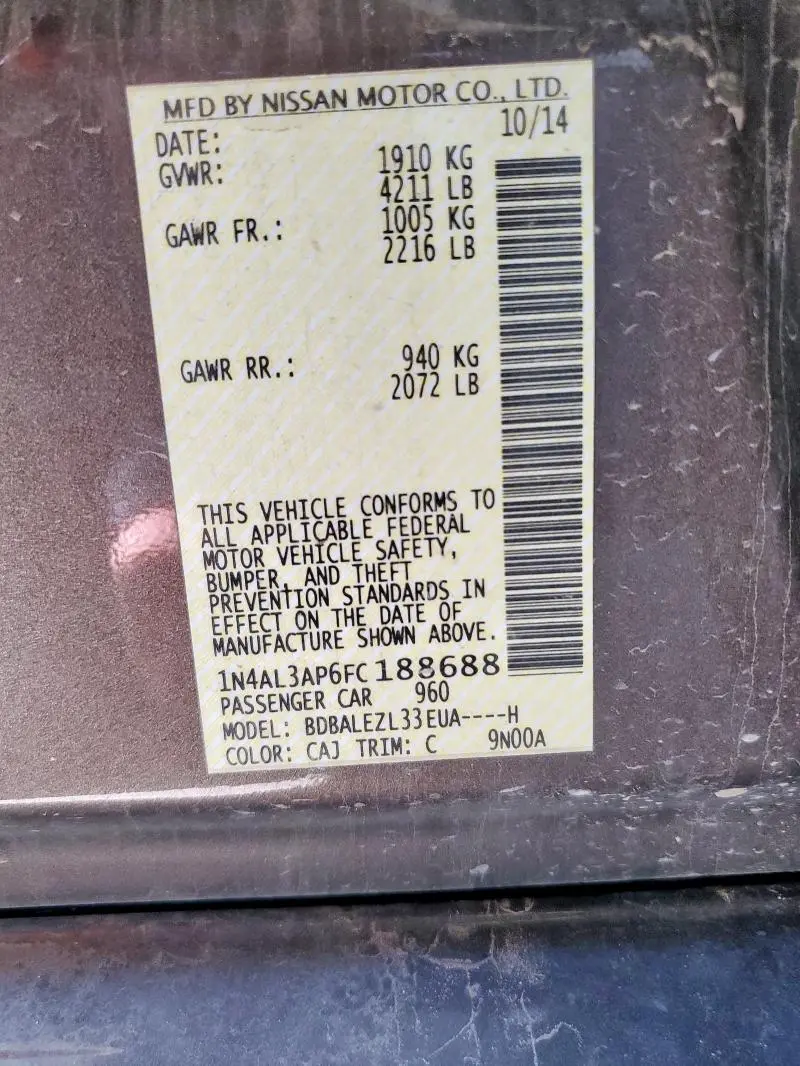 MFD BY NISSAN MOTOR CO., LTD.
DATE: 10/14
GVWR: 1910 KG
4211 LB
GAWR FR.: 1005 KG
2216 LB
GAWR RR.: 940 KG
2072 LB
THIS VEHICLE CONFORMS TO
ALL APPLICABLE FEDERAL
MOTOR VEHICLE SAFETY,
BUMPER, AND THEFT
PREVENTION STANDARDS IN
EFFECT ON THE DATE OF
MANUFACTURE SHOWN ABOVE.
1N4AL3AP6FC188688
PASSENGER CAR 960
MODEL: BDBALEZL33EUA----H
COLOR: CAJ TRIM: C 9N00A